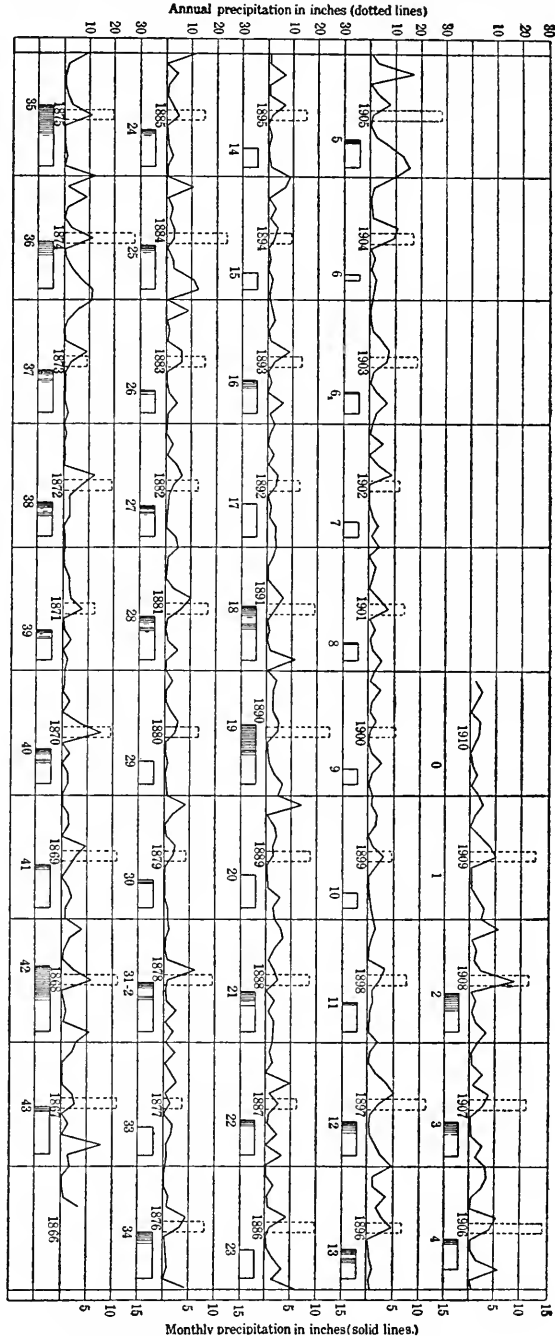 Annual precipitation in inches (dotted lines)
10 20 30 10 20 30 10 20 30 10 20 30 10 20 30
1875 1885 1895 1905
35 24 14 5
1874 1884 1894 1904
36 25 15 6
1873 1883 1893 1903
37 26 16 6
1872 1882 1892 1902
38 27 17 7
1871 1881 1891 1901
39 28 18 8
1870 1880 1890 1900 1910
40 29 19 9 0
1869 1879 1889 1899 1909
41 30 20 10 1
1868 1878 1888 1898 1908
42 31-2 21 11 2
1867 1877 1887 1897 1907
43 33 22 12 3
1866 1876 1886 1896 1906
34 23 13 4
5 10 15 5 10 15 5 10 15 5 10 15 5 10 15
Monthly precipitation in inches(solid lines.)